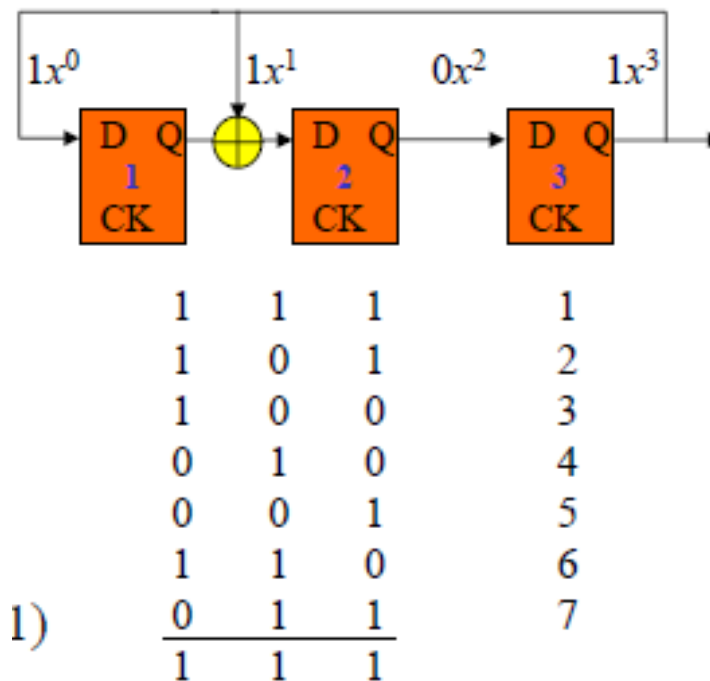 1x⁰ 1x¹ 0x² 1x³
D Q D Q D Q
1 2 3
CK CK CK
1 1 1 1
1 0 1 2
1 0 0 3
0 1 0 4
0 0 1 5
1 1 0 6
1) 0 1 1 7
1 1 1